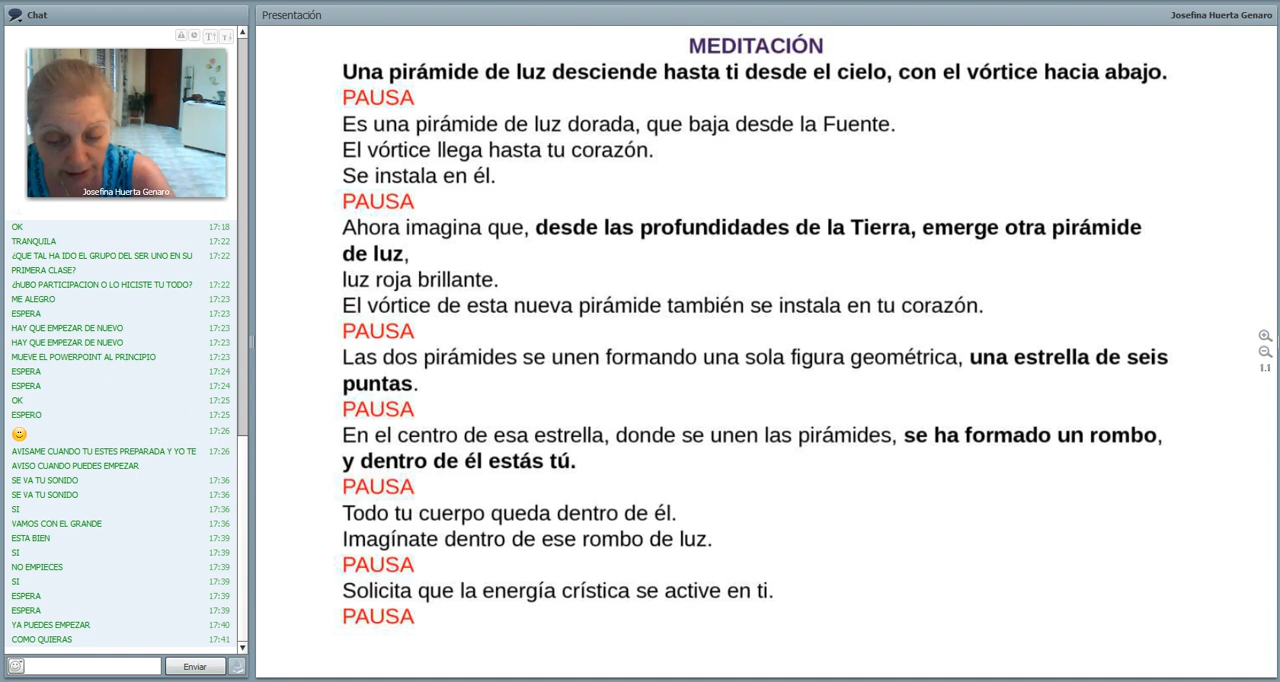 Chat
Josefina Huerta Genaro
OK 17:18
TRANQUILA 17:22
¿QUE TAL HA IDO EL GRUPO DEL SER UNO EN SU 17:22
PRIMERA CLASE?
¿hUBO PARTICIPACION O LO HICISTE TU TODO? 17:22
ME ALEGRO 17:23
ESPERA 17:23
HAY QUE EMPEZAR DE NUEVO 17:23
HAY QUE EMPEZAR DE NUEVO 17:23
MUEVE EL POWERPOINT AL PRINCIPIO 17:23
ESPERA 17:24
ESPERA 17:24
OK 17:25
ESPERO 17:25
17:26
AVISAME CUANDO TU ESTES PREPARADA Y YO TE 17:26
AVISO CUANDO PUEDES EMPEZAR
SE VA TU SONIDO 17:36
SE VA TU SONIDO 17:36
SI 17:36
VAMOS CON EL GRANDE 17:36
ESTA BIEN 17:39
SI 17:39
NO EMPIECES 17:39
SI 17:39
ESPERA 17:39
ESPERA 17:39
YA PUEDES EMPEZAR 17:40
COMO QUIERAS 17:41
Enviar
Presentación
Josefina Huerta Genaro
MEDITACIÓN
Una pirámide de luz desciende hasta ti desde el cielo, con el vórtice hacia abajo.
PAUSA
Es una pirámide de luz dorada, que baja desde la Fuente.
El vórtice llega hasta tu corazón.
Se instala en él.
PAUSA
Ahora imagina que, desde las profundidades de la Tierra, emerge otra pirámide
de luz,
luz roja brillante.
El vórtice de esta nueva pirámide también se instala en tu corazón.
PAUSA
Las dos pirámides se unen formando una sola figura geométrica, una estrella de seis
puntas.
PAUSA
En el centro de esa estrella, donde se unen las pirámides, se ha formado un rombo,
y dentro de él estás tú.
PAUSA
Todo tu cuerpo queda dentro de él.
Imagínate dentro de ese rombo de luz.
PAUSA
Solicita que la energía crística se active en ti.
PAUSA
1.1